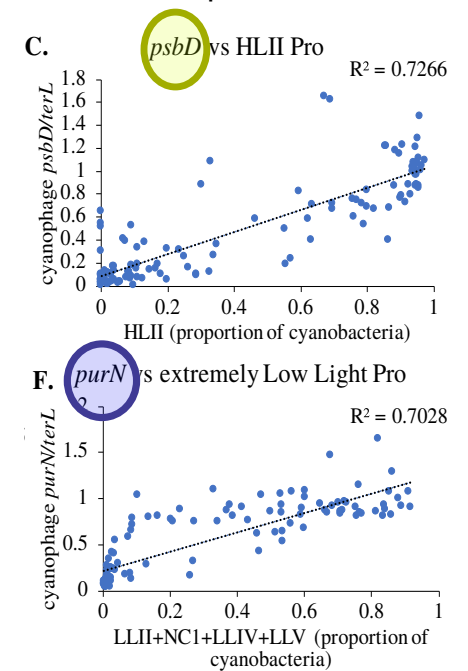 C.
psbD vs HLII Pro
R² = 0.7266
cyanophage psbD/terL
1.8
1.6
1.4
1.2
1
0.8
0.6
0.4
0.2
0
0 0.2 0.4 0.6 0.8 1
HLII (proportion of cyanobacteria)
F.
purN vs extremely Low Light Pro
R² = 0.7028
cyanophage purN/terL
2
1.5
1
0.5
0
0 0.2 0.4 0.6 0.8 1
LLII+NC1+LLIV+LLV (proportion of
cyanobacteria)